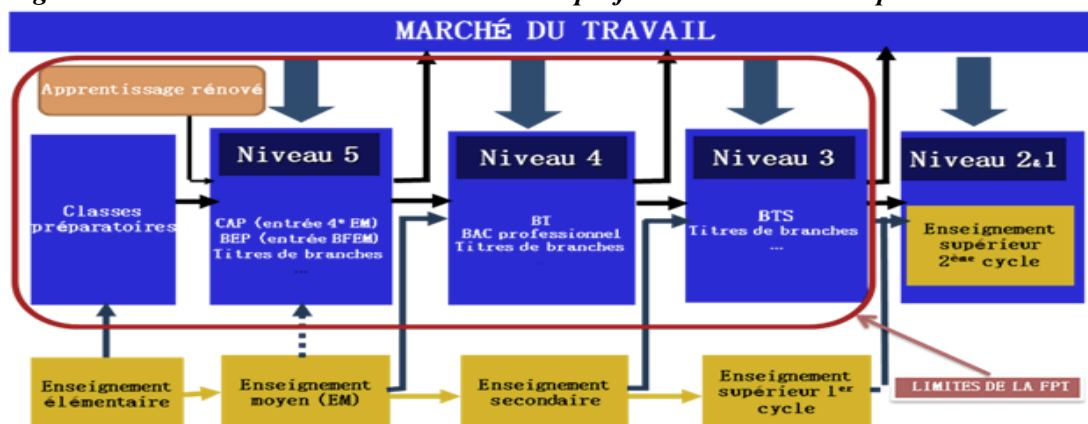 MARCHÉ DU TRAVAIL
Apprentissage rénové
Classes
préparatoires
Niveau 5
CAP (entrée 4ᵉ EM)
BEP (entrée BFEM)
Titres de branches
...
Niveau 4
BT
BAC professionnel
Titres de branches
Niveau 3
BTS
Titres de branches
...
Niveau 2&1
Enseignement
supérieur
2ème cycle
Enseignement
élémentaire
Enseignement
moyen (EM)
Enseignement
secondaire
Enseignement
supérieur 1er
cycle
LIMITES DE LA FPT